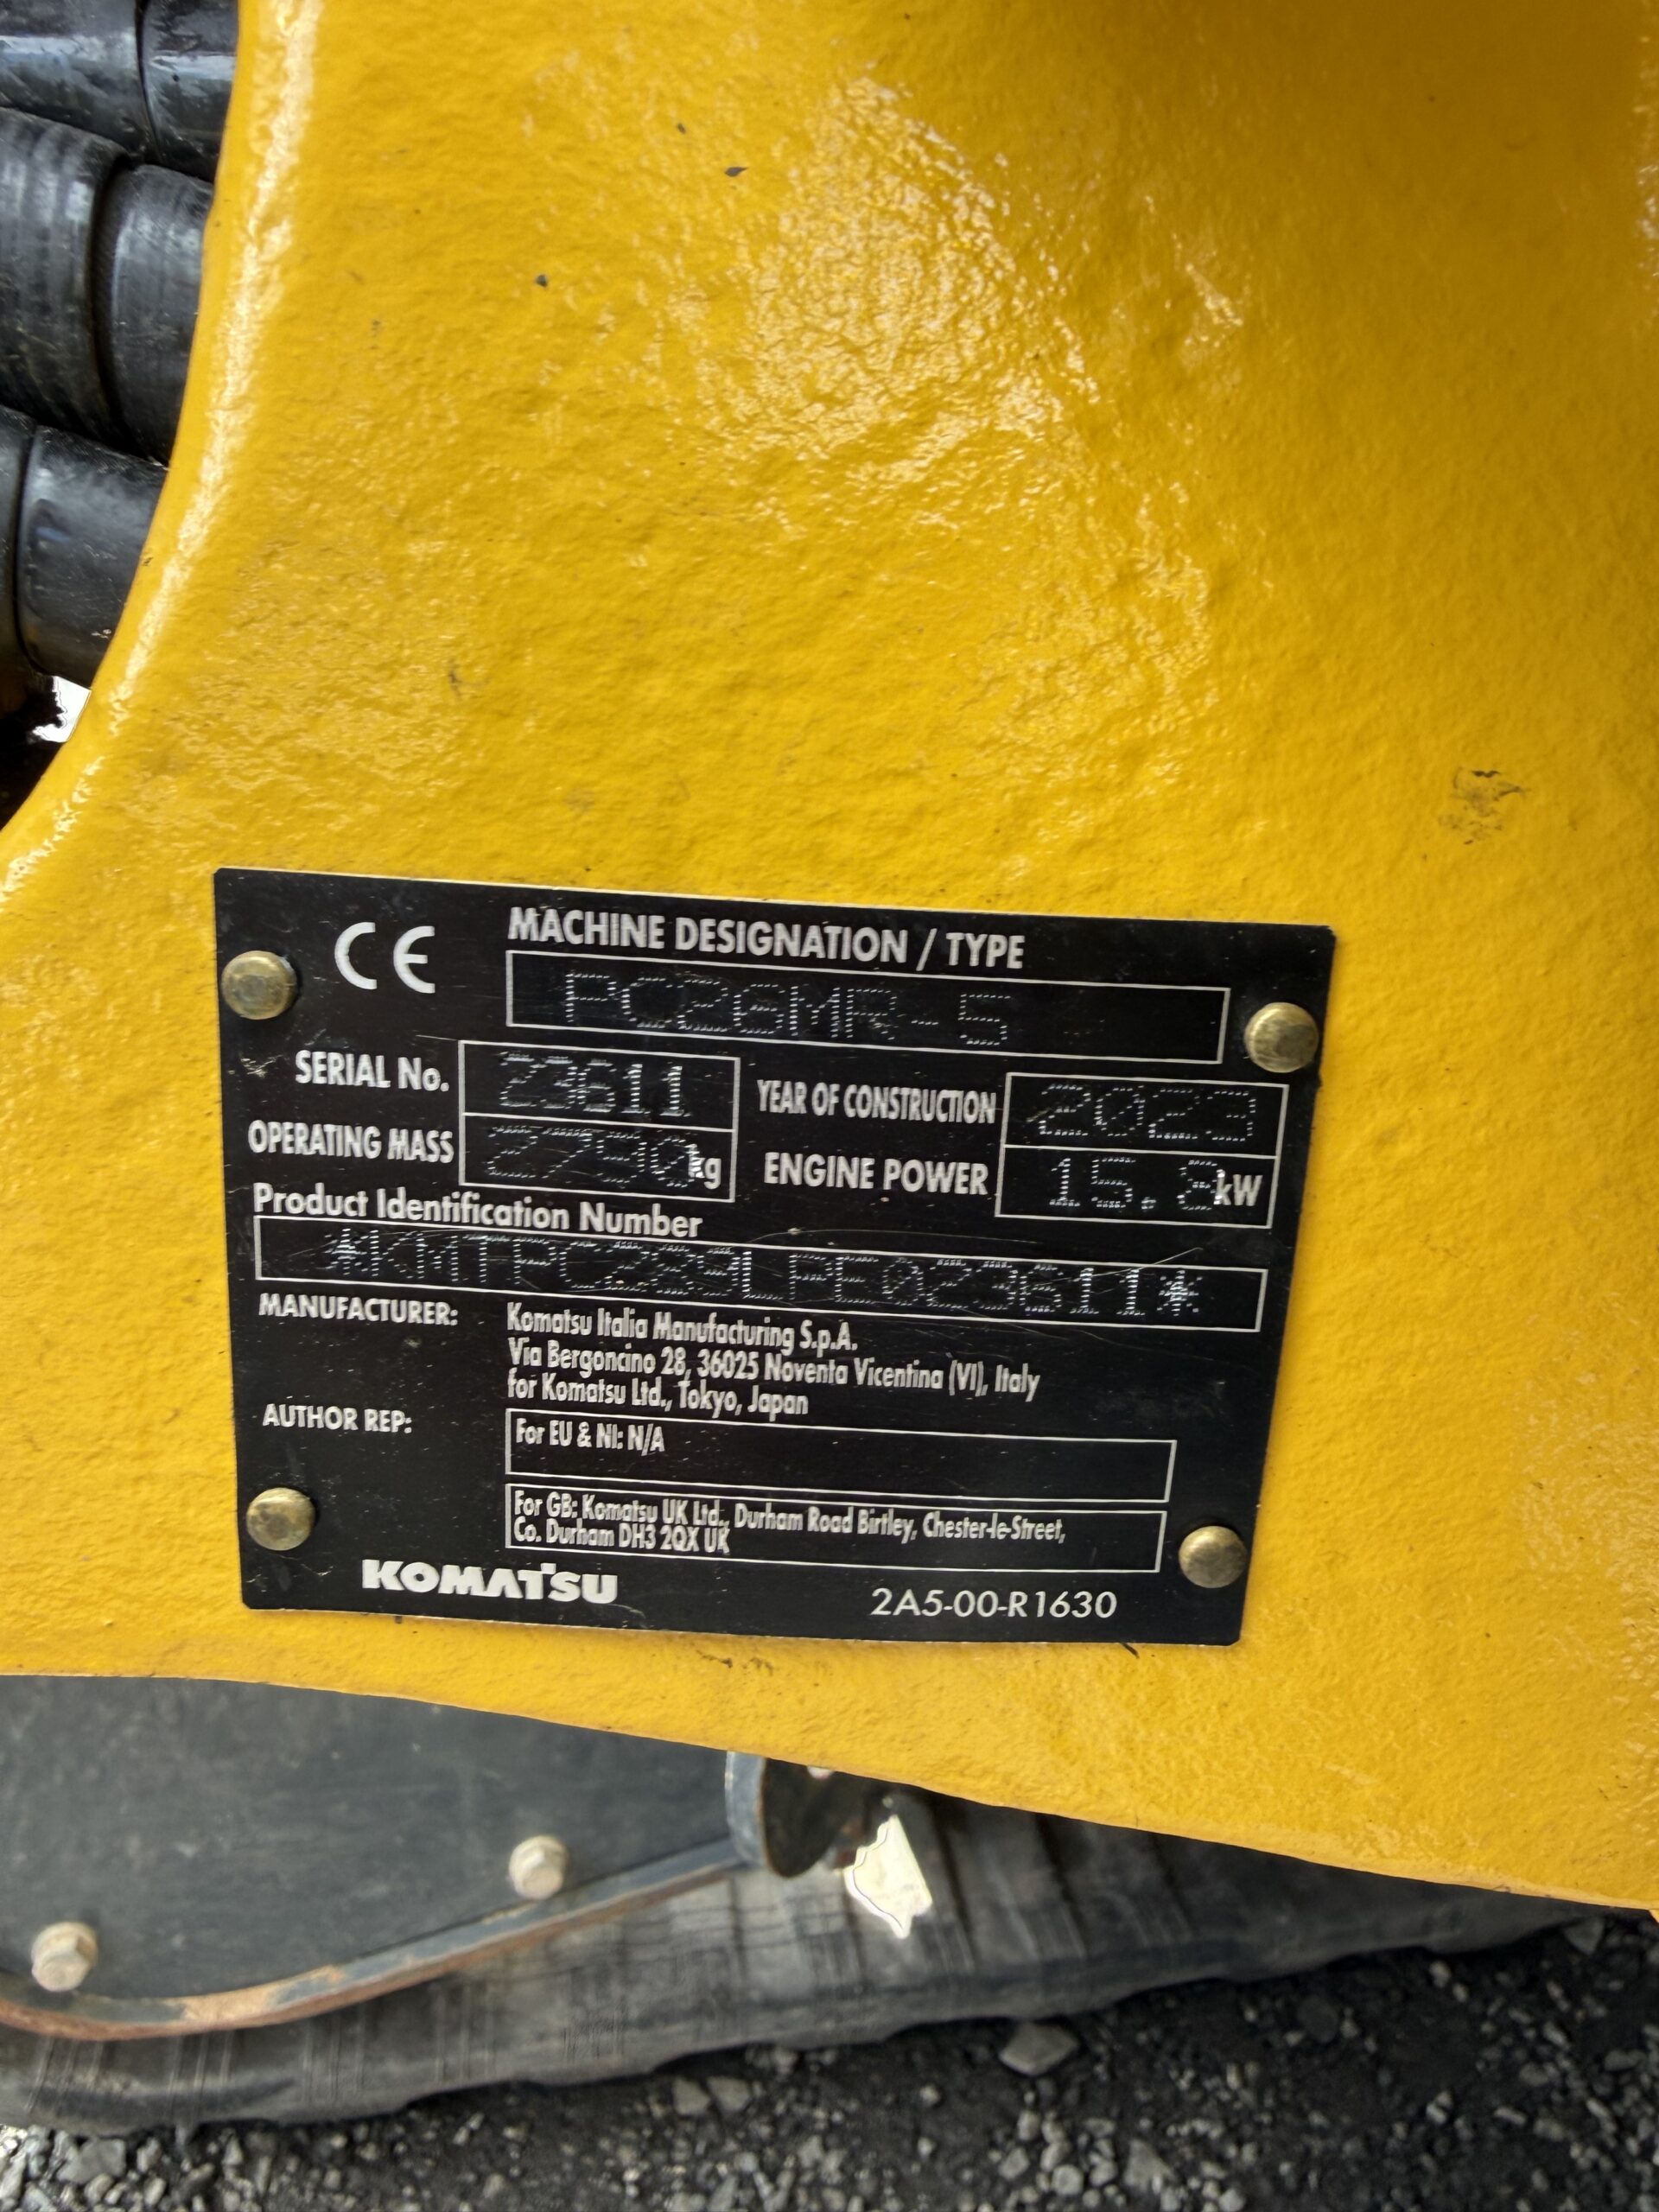 CE
MACHINE DESIGNATION / TYPE
PC26MR-5
SERIAL No. 23611 YEAR OF CONSTRUCTION 2023
OPERATING MASS 2790 kg ENGINE POWER kW
Product Identification Number
MANUFACTURER: Komatsu Italia Manufacturing S.p.A.
Via Bergoncino 28, 36025 Noventa Vicentina (VI), Italy
for Komatsu Ltd., Tokyo, Japan
AUTHOR REP: For EU & NI: N/A
For GB: Komatsu UK Ltd., Durham Road Birtley, Chester-le-Street,
Co. Durham DH3 2QX UK
KOMATSU 2A5-00-R1630